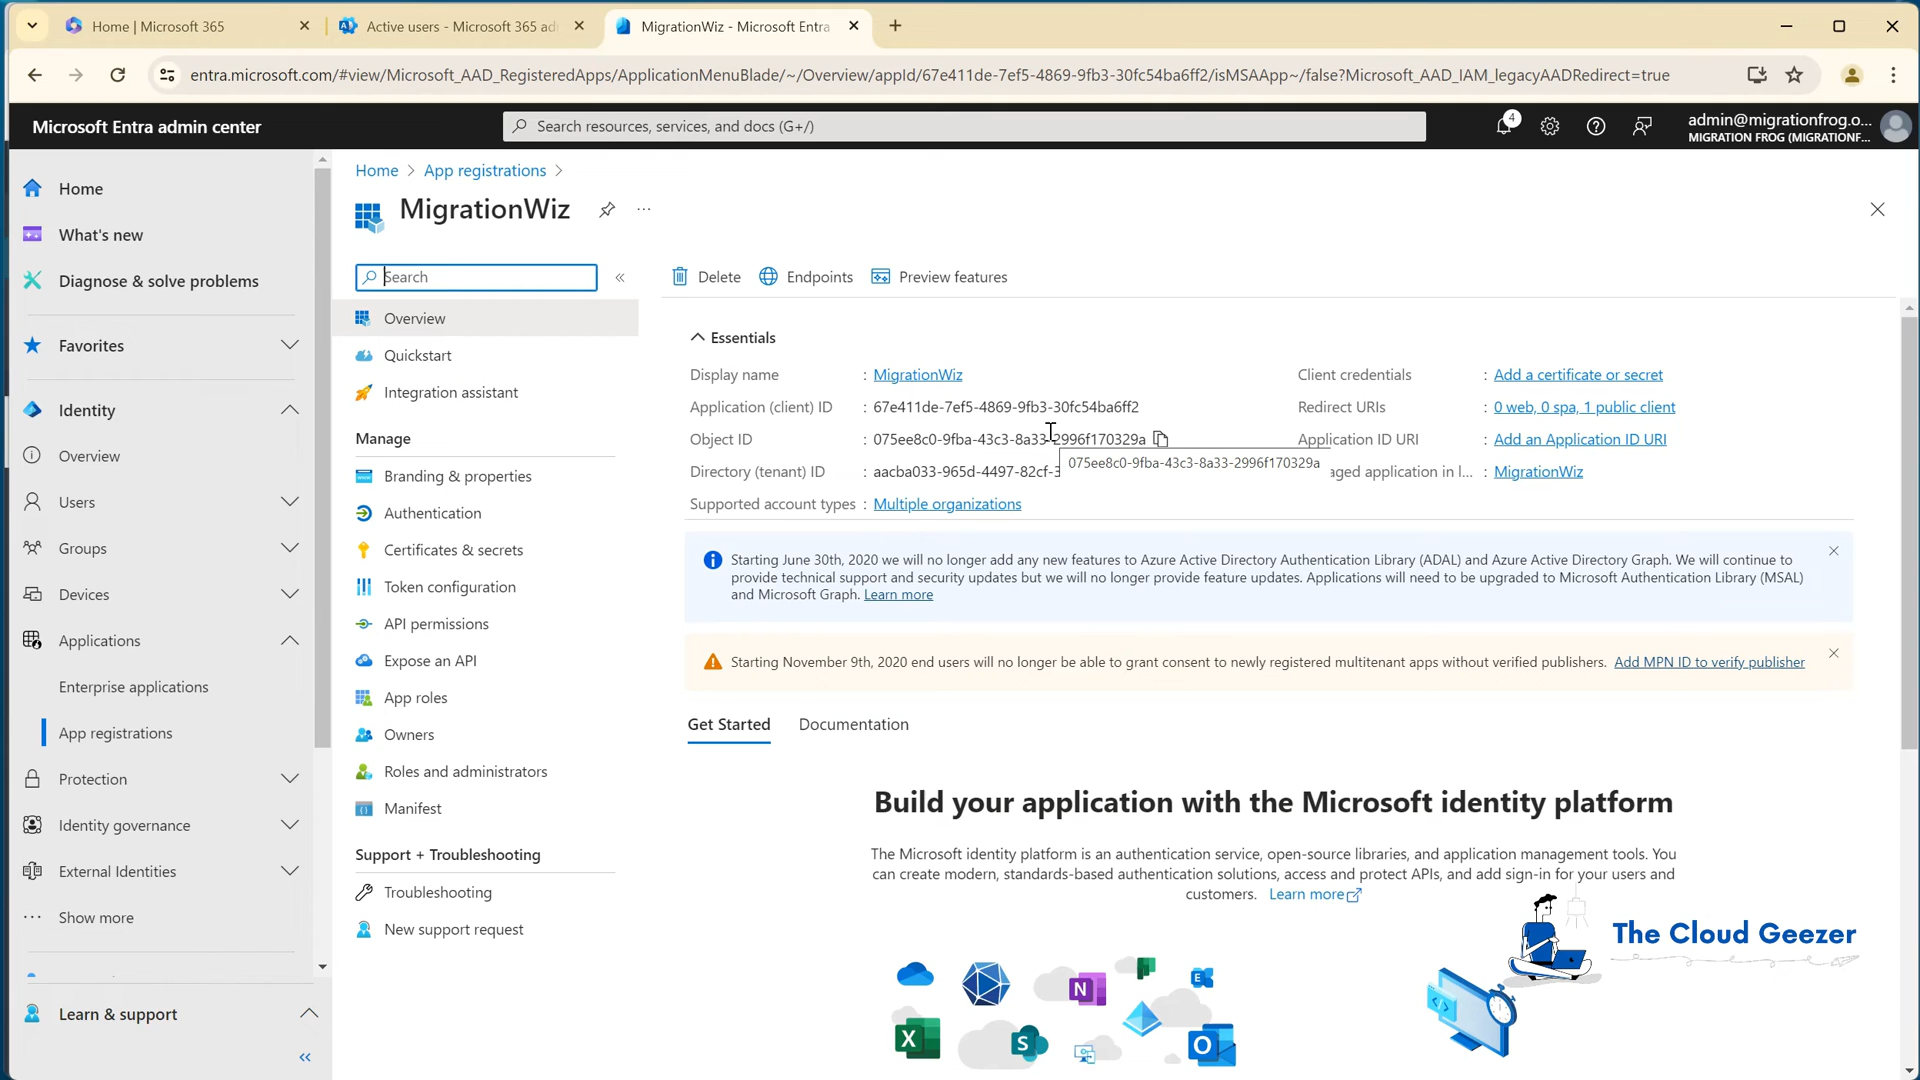 Home | Microsoft 365
Active users - Microsoft 365 ad
MigrationWiz - Microsoft Entra
entra.microsoft.com/#view/Microsoft_AAD_RegisteredApps/ApplicationMenuBlade/~/Overview/appId/67e411de-7ef5-4869-9fb3-30fc54ba6ff2/isMSAApp~/false?Microsoft_AAD_IAM_legacyAADRedirect=true
Microsoft Entra admin center
Search resources, services, and docs (G+/)
4
admin@migrationfrog.o...
MIGRATION FROG (MIGRATIONF...
Home
What's new
Diagnose & solve problems
Favorites
Identity
Overview
Users
Groups
Devices
Applications
Enterprise applications
App registrations
Protection
Identity governance
External Identities
Show more
Learn & support
Home > App registrations >
MigrationWiz
Search
Overview
Quickstart
Integration assistant
Manage
Branding & properties
Authentication
Certificates & secrets
Token configuration
API permissions
Expose an API
App roles
Owners
Roles and administrators
Manifest
Support + Troubleshooting
Troubleshooting
New support request
Delete
Endpoints
Preview features
Essentials
Display name : MigrationWiz
Application (client) ID : 67e411de-7ef5-4869-9fb3-30fc54ba6ff2
Object ID : 075ee8c0-9fba-43c3-8a33-2996f170329a
075ee8c0-9fba-43c3-8a33-2996f170329a
Directory (tenant) ID : aacba033-965d-4497-82cf-3
Supported account types : Multiple organizations
Client credentials : Add a certificate or secret
Redirect URIs : 0 web, 0 spa, 1 public client
Application ID URI : Add an Application ID URI
aged application in l... : MigrationWiz
Starting June 30th, 2020 we will no longer add any new features to Azure Active Directory Authentication Library (ADAL) and Azure Active Directory Graph. We will continue to
provide technical support and security updates but we will no longer provide feature updates. Applications will need to be upgraded to Microsoft Authentication Library (MSAL)
and Microsoft Graph. Learn more
Starting November 9th, 2020 end users will no longer be able to grant consent to newly registered multitenant apps without verified publishers. Add MPN ID to verify publisher
Get Started
Documentation
Build your application with the Microsoft identity platform
The Microsoft identity platform is an authentication service, open-source libraries, and application management tools. You
can create modern, standards-based authentication solutions, access and protect APIs, and add sign-in for your users and
customers. Learn more
The Cloud Geezer
N
E
X
S
O